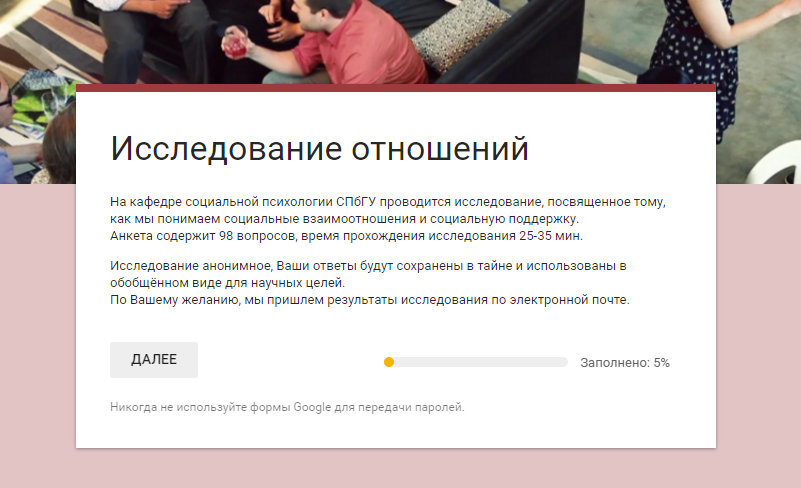 Исследование отношений
На кафедре социальной психологии СПбГУ проводится исследование, посвященное тому,
как мы понимаем социальные взаимоотношения и социальную поддержку.
Анкета содержит 98 вопросов, время прохождения исследования 25-35 мин.
Исследование анонимное, Ваши ответы будут сохранены в тайне и использованы в
обобщённом виде для научных целей.
По Вашему желанию, мы пришлем результаты исследования по электронной почте.
ДАЛЕЕ
Заполнено: 5%
Никогда не используйте формы Google для передачи паролей.